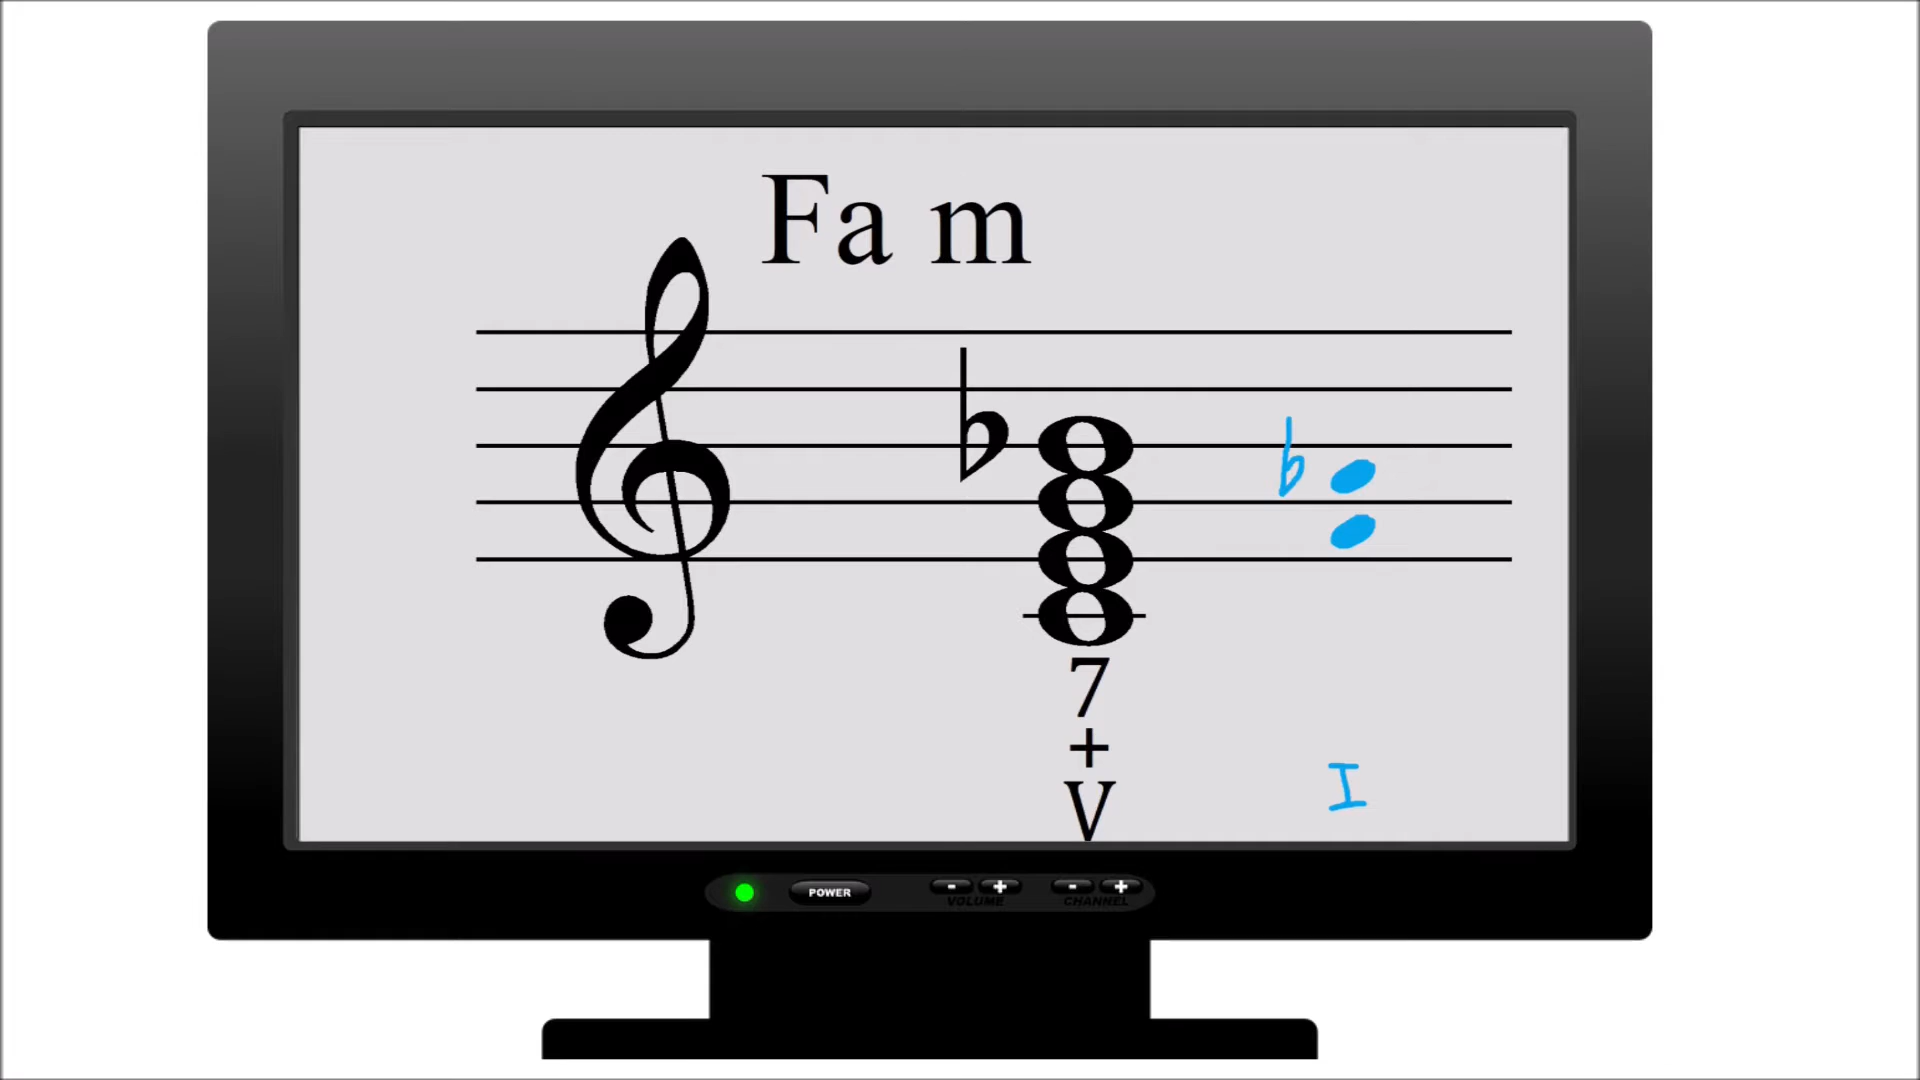 Fa m
7
+
V
I
POWER
- + - +
VOLUME CHANNEL